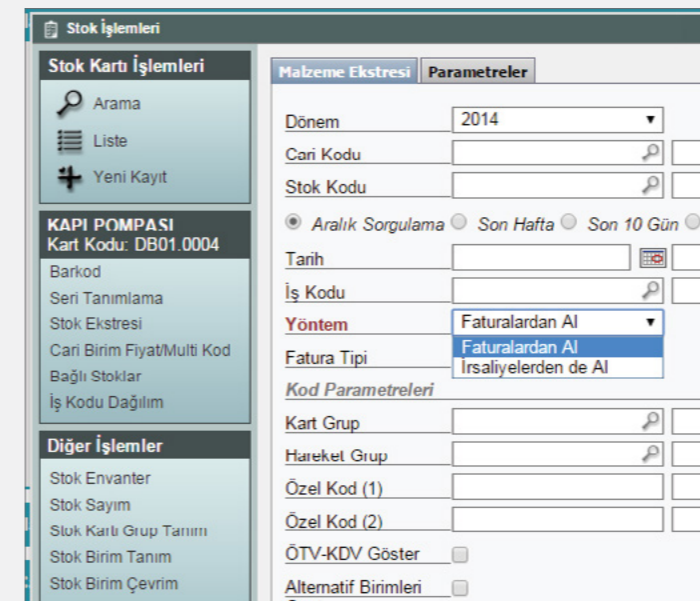 Stok İşlemleri
Stok Kartı İşlemleri
Arama
Liste
Yeni Kayıt
KAPI POMPASI
Kart Kodu: DB01.0004
Barkod
Seri Tanımlama
Stok Ekstresi
Cari Birim Fiyat/Multi Kod
Bağlı Stoklar
İş Kodu Dağılım
Diğer İşlemler
Stok Envanter
Stok Sayım
Stok Kartı Grup Tanım
Stok Birim Tanım
Stok Birim Çevrim
Malzeme Ekstresi Parametreler
Dönem 2014
Cari Kodu
Stok Kodu
Aralık Sorgulama Son Hafta Son 10 Gün
Tarih
İş Kodu
Yöntem Faturalardan Al
Faturalardan Al
Fatura Tipi İrsaliyelerden de Al
Kod Parametreleri
Kart Grup
Hareket Grup
Özel Kod (1)
Özel Kod (2)
ÖTV-KDV Göster
Alternatif Birimleri